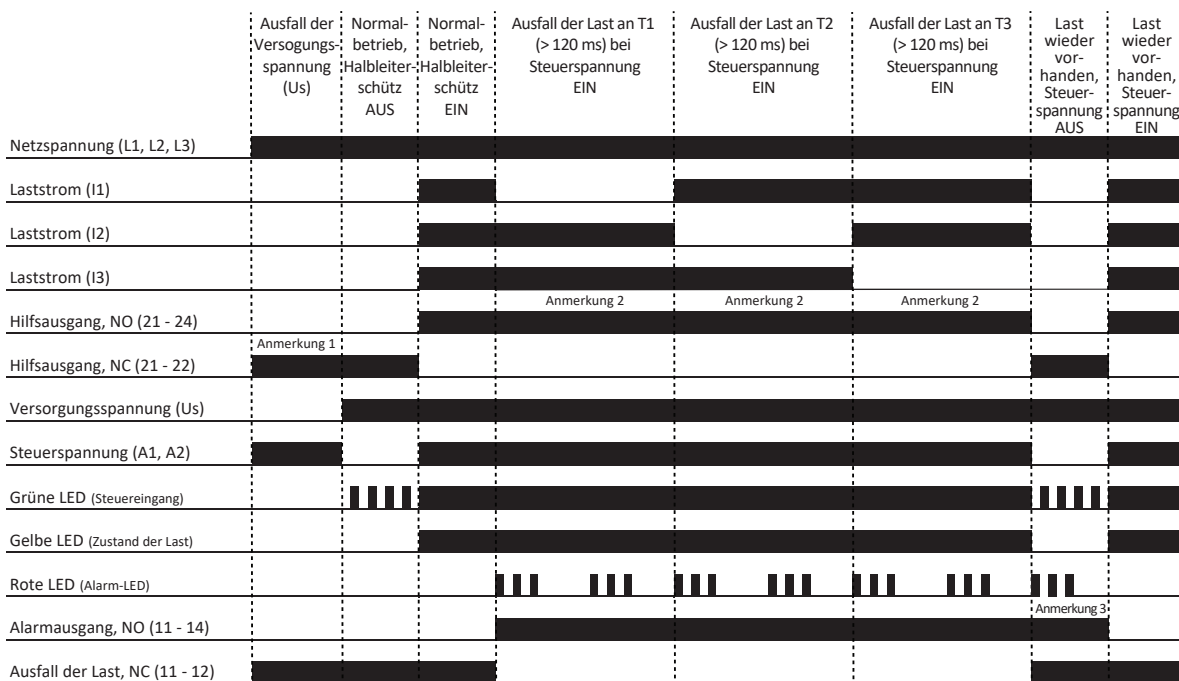 Ausfall der
Versogungs-
spannung
(Us)
Normal-
betrieb,
Halbleiter-
schütz
AUS
Normal-
betrieb,
Halbleiter-
schütz
EIN
Ausfall der Last an T1
(> 120 ms) bei
Steuerspannung
EIN
Ausfall der Last an T2
(> 120 ms) bei
Steuerspannung
EIN
Ausfall der Last an T3
(> 120 ms) bei
Steuerspannung
EIN
Last
wieder
vor-
handen,
Steuer-
spannung
AUS
Last
wieder
vor-
handen,
Steuer-
spannung
EIN
Netzspannung (L1, L2, L3)
Laststrom (I1)
Laststrom (I2)
Laststrom (I3)
Anmerkung 2
Anmerkung 2
Anmerkung 2
Hilfsausgang, NO (21 - 24)
Anmerkung 1
Hilfsausgang, NC (21 - 22)
Versorgungsspannung (Us)
Steuerspannung (A1, A2)
Grüne LED (Steuereingang)
Gelbe LED (Zustand der Last)
Rote LED (Alarm-LED)
Anmerkung 3
Alarmausgang, NO (11 - 14)
Ausfall der Last, NC (11 - 12)